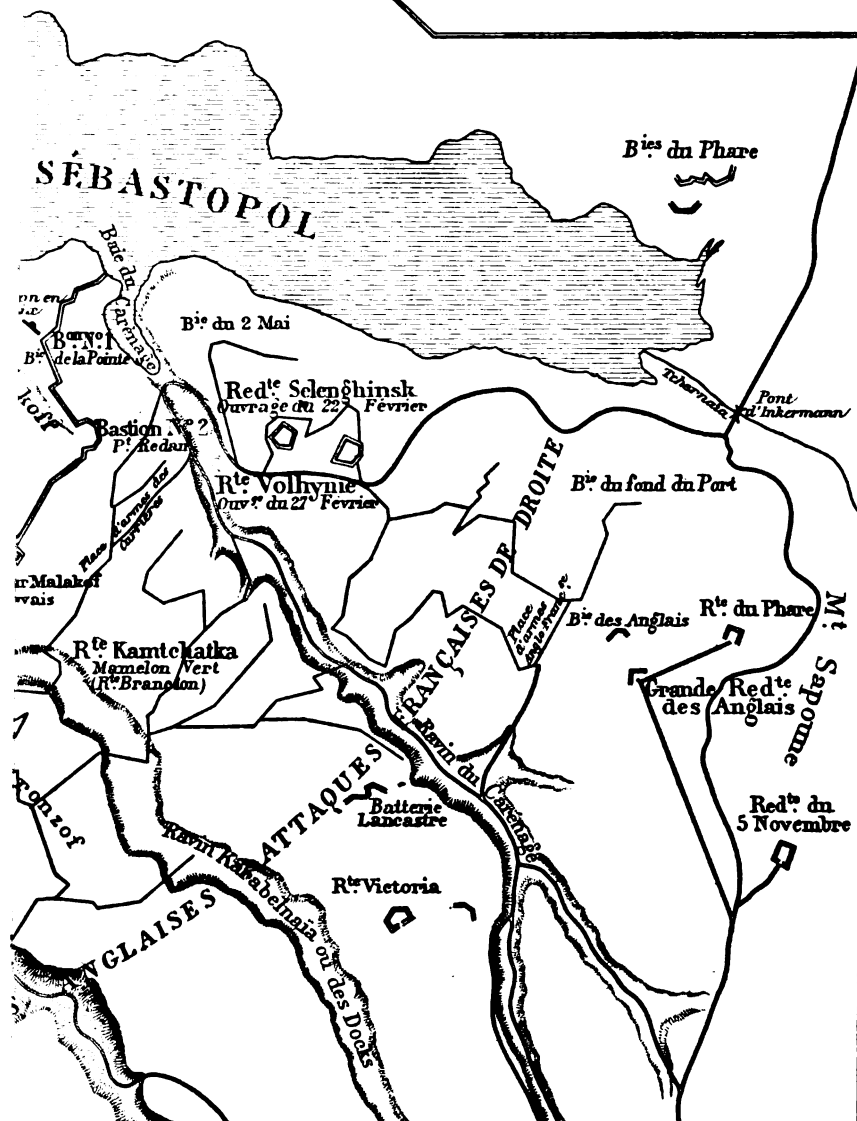 SÉBASTOPOL
Bies du Phare
Baie du Carénage
Bon No 1
Bie de la Pointe
Bie du 2 Mai
Redte Selenghinsk
Ouvrage du 22 Février
Tchernaïa
Pont
d'Inkermann
koff
Bastion No 2
Pt Redan
Rte Volhynie
Ouvge du 27 Février
Bie du fond du Port
Place d'armes des
Carrières
Malakof
Place
d'armes
Bie des Anglais
Rte du Phare
Mt Sapoune
Rte Kamtchatka
Mamelon Vert
(Rte Brancion)
Grande Redte
des Anglais
ATTAQUES FRANÇAISES DE DROITE
Ravin du Carénage
Batterie
Lancastre
Redte du
5 Novembre
ronzof
Rte Victoria
Ravin Karabelnaïa ou des Docks
ANGLAISES